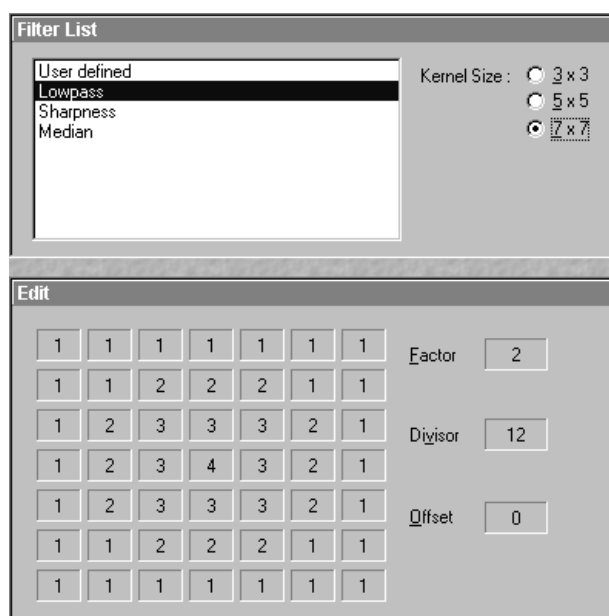 Filter List
User defined
Lowpass
Sharpness
Median
Kernel Size :
3 x 3
5 x 5
7 x 7
Edit
1 1 1 1 1 1 1
1 1 2 2 2 1 1
1 2 3 3 3 2 1
1 2 3 4 3 2 1
1 2 3 3 3 2 1
1 1 2 2 2 1 1
1 1 1 1 1 1 1
Factor 2
Divisor 12
Offset 0